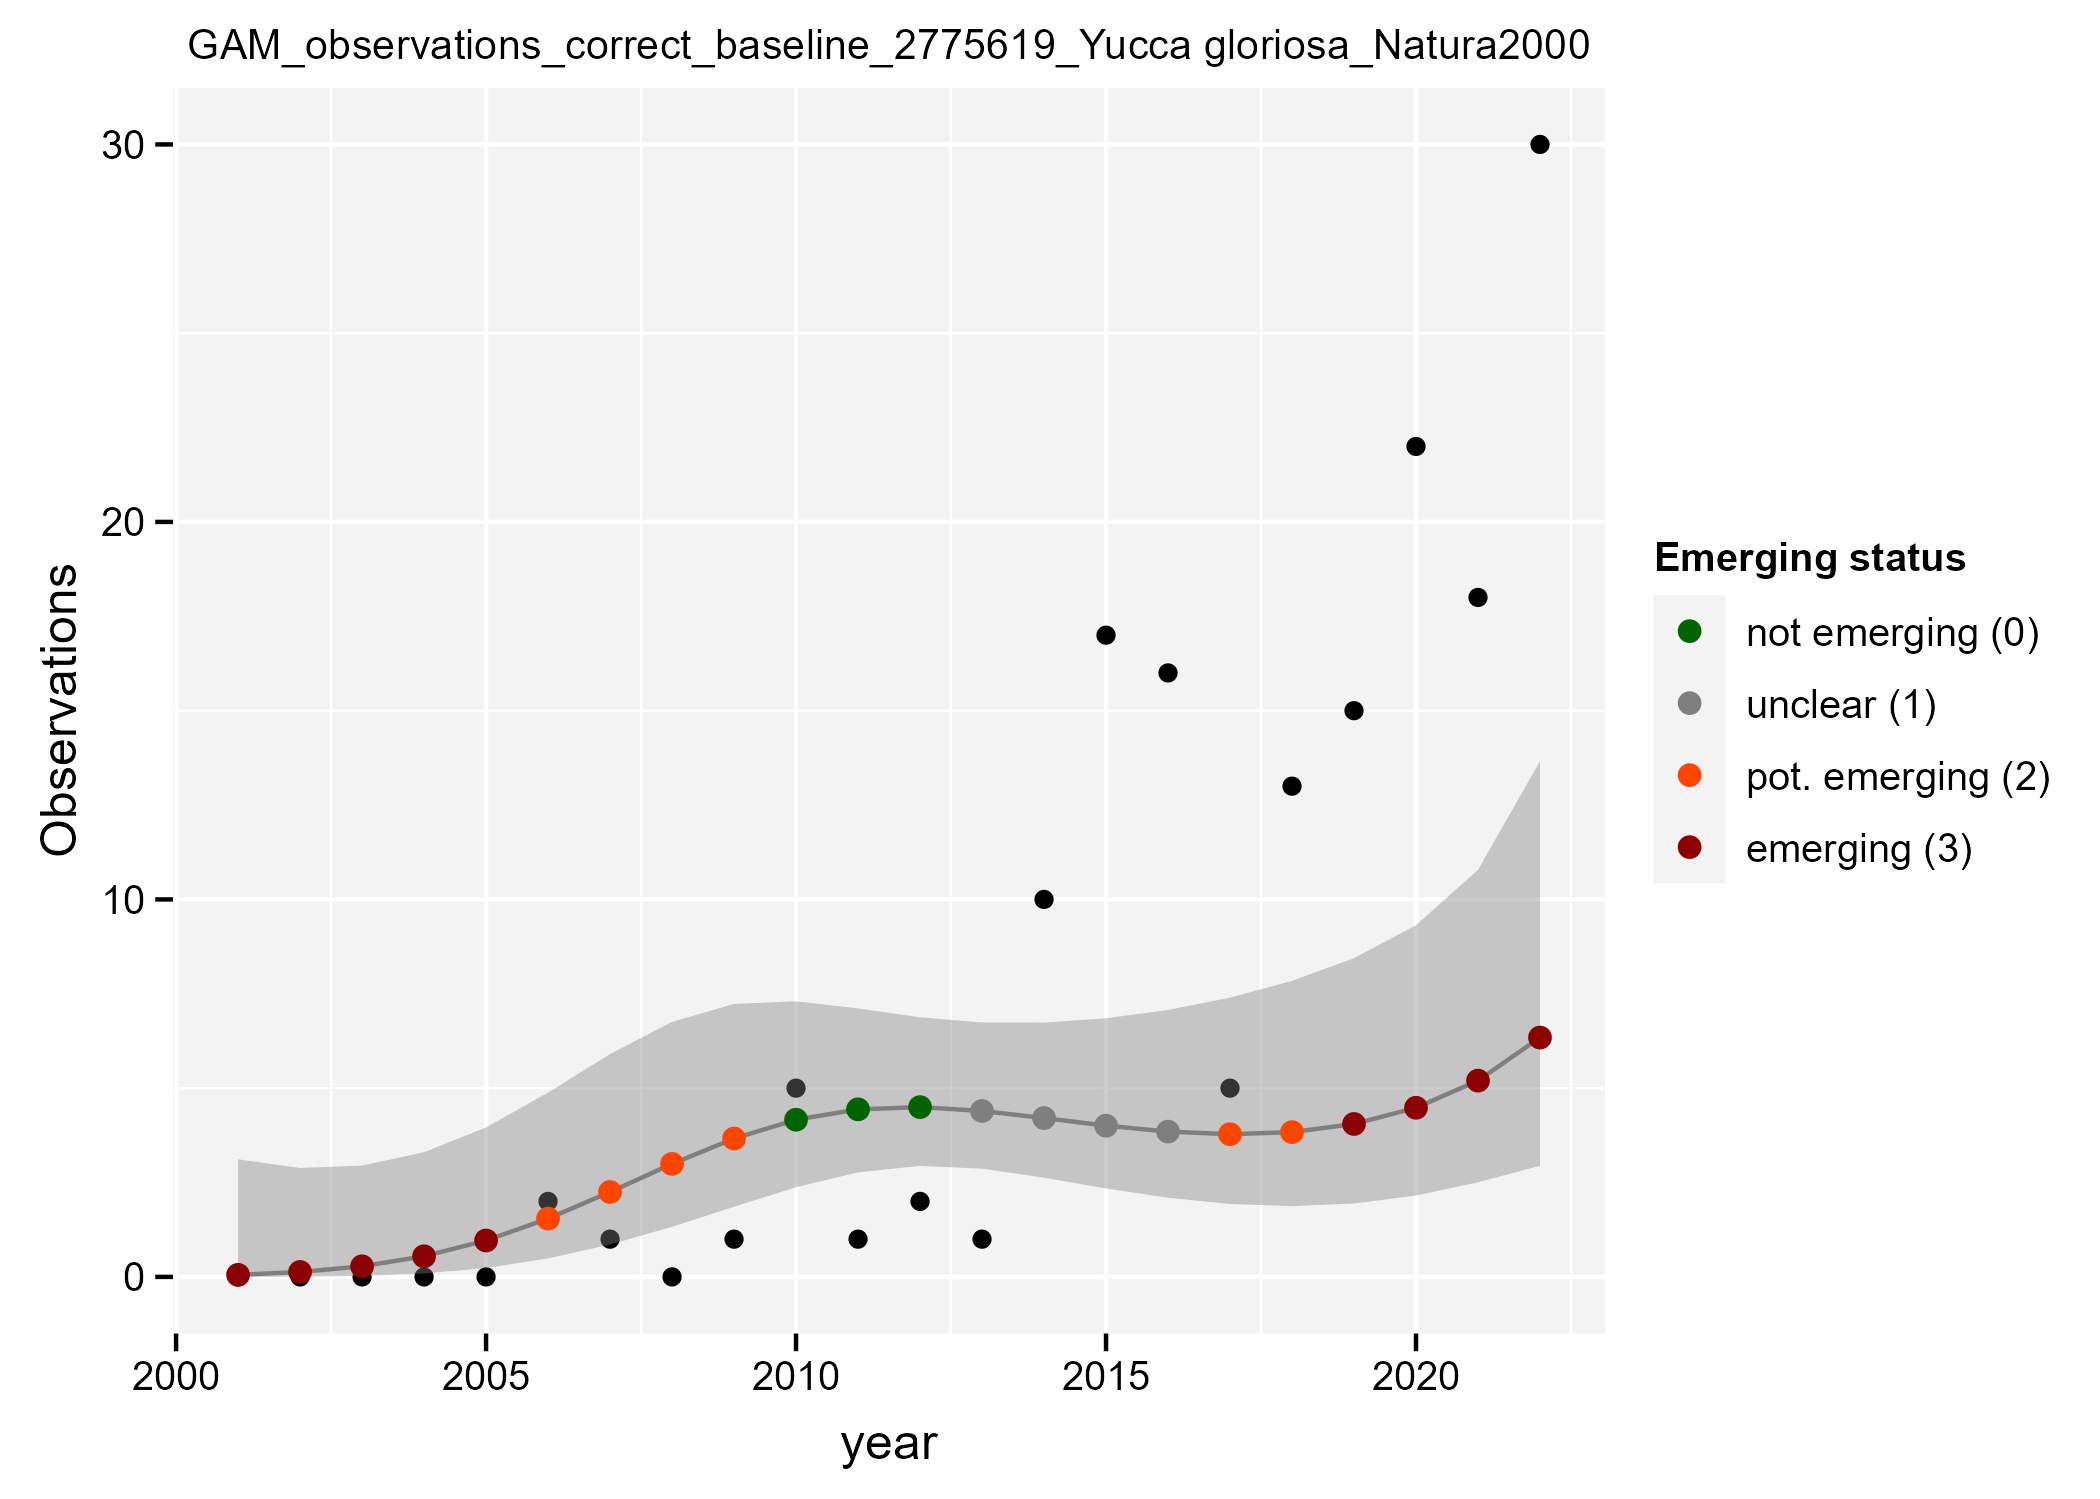 GAM_observations_correct_baseline_2775619_Yucca gloriosa_Natura2000
30
20
10
0
Observations
2000
2005
2010
2015
2020
year
Emerging status
not emerging (0)
unclear (1)
pot. emerging (2)
emerging (3)